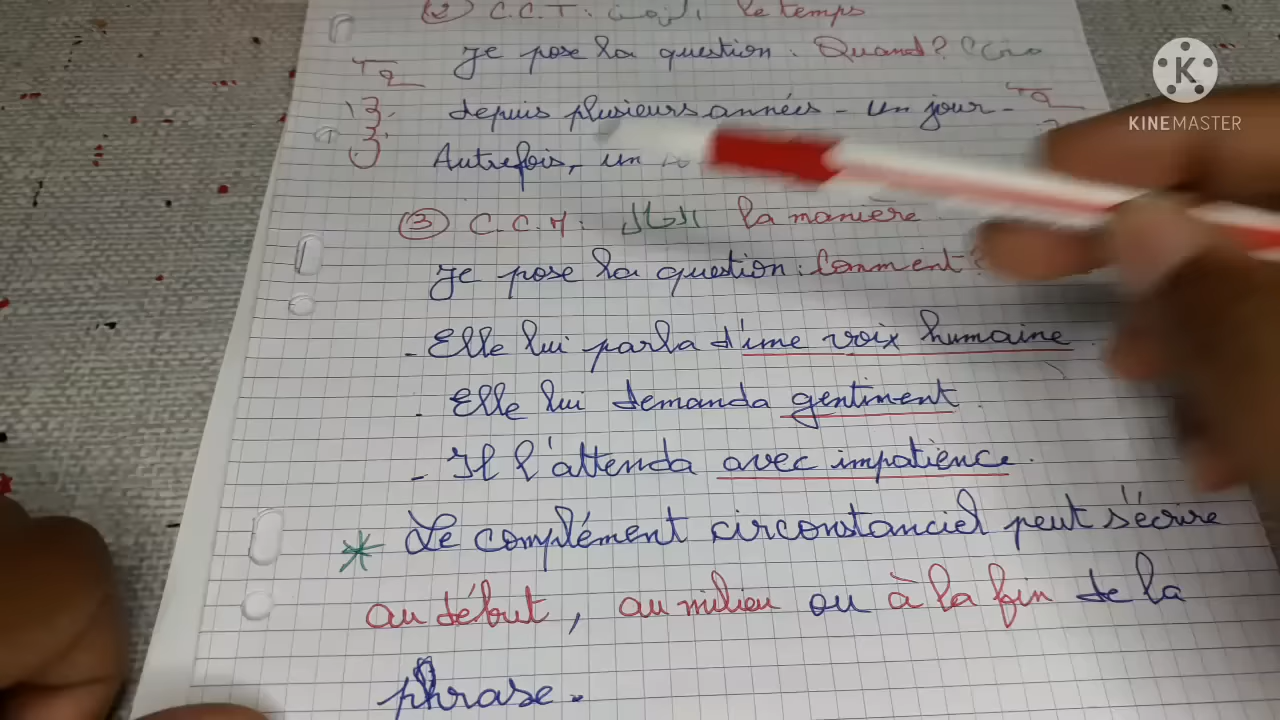 ② C.C.T: الزمن le temps
Je pose la question: Quand?
depuis plusieurs années - un jour -
Autrefois, un
③ C.C.M: الحال la manière
Je pose la question: Comment?
- Elle lui parla d'une voix humaine.
- Elle lui demanda gentiment.
- Il l'attenda avec impatience.
* Le complément circonstanciel peut s'écrire
au début, au milieu ou à la fin de la
phrase.
KINEMASTER